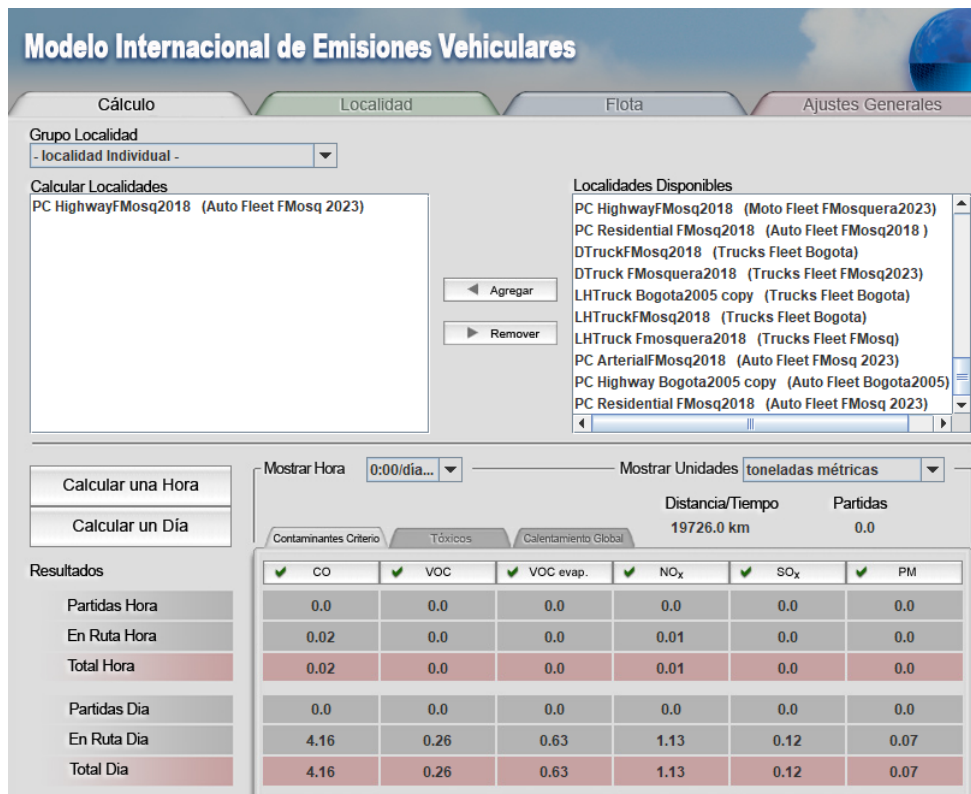 Modelo Internacional de Emisiones Vehiculares
Cálculo Localidad Flota Ajustes Generales
Grupo Localidad
- localidad Individual -
Calcular Localidades
PC HighwayFMosq2018 (Auto Fleet FMosq 2023)
Agregar
Remover
Localidades Disponibles
PC HighwayFMosq2018 (Moto Fleet FMosquera2023)
PC Residential FMosq2018 (Auto Fleet FMosq2018 )
DTruckFMosq2018 (Trucks Fleet Bogota)
DTruck FMosquera2018 (Trucks Fleet FMosq2023)
LHTruck Bogota2005 copy (Trucks Fleet Bogota)
LHTruckFMosq2018 (Trucks Fleet Bogota)
LHTruck Fmosquera2018 (Trucks Fleet FMosq)
PC ArterialFMosq2018 (Auto Fleet FMosq 2023)
PC Highway Bogota2005 copy (Auto Fleet Bogota2005)
PC Residential FMosq2018 (Auto Fleet FMosq 2023)
Calcular una Hora
Calcular un Día
Mostrar Hora 0:00/día... Mostrar Unidades toneladas métricas
Distancia/Tiempo Partidas
19726.0 km 0.0
Contaminantes Criterio Tóxicos Calentamiento Global
Resultados CO VOC VOC evap. NOx SOx PM
Partidas Hora 0.0 0.0 0.0 0.0 0.0 0.0
En Ruta Hora 0.02 0.0 0.0 0.01 0.0 0.0
Total Hora 0.02 0.0 0.0 0.01 0.0 0.0
Partidas Dia 0.0 0.0 0.0 0.0 0.0 0.0
En Ruta Dia 4.16 0.26 0.63 1.13 0.12 0.07
Total Dia 4.16 0.26 0.63 1.13 0.12 0.07